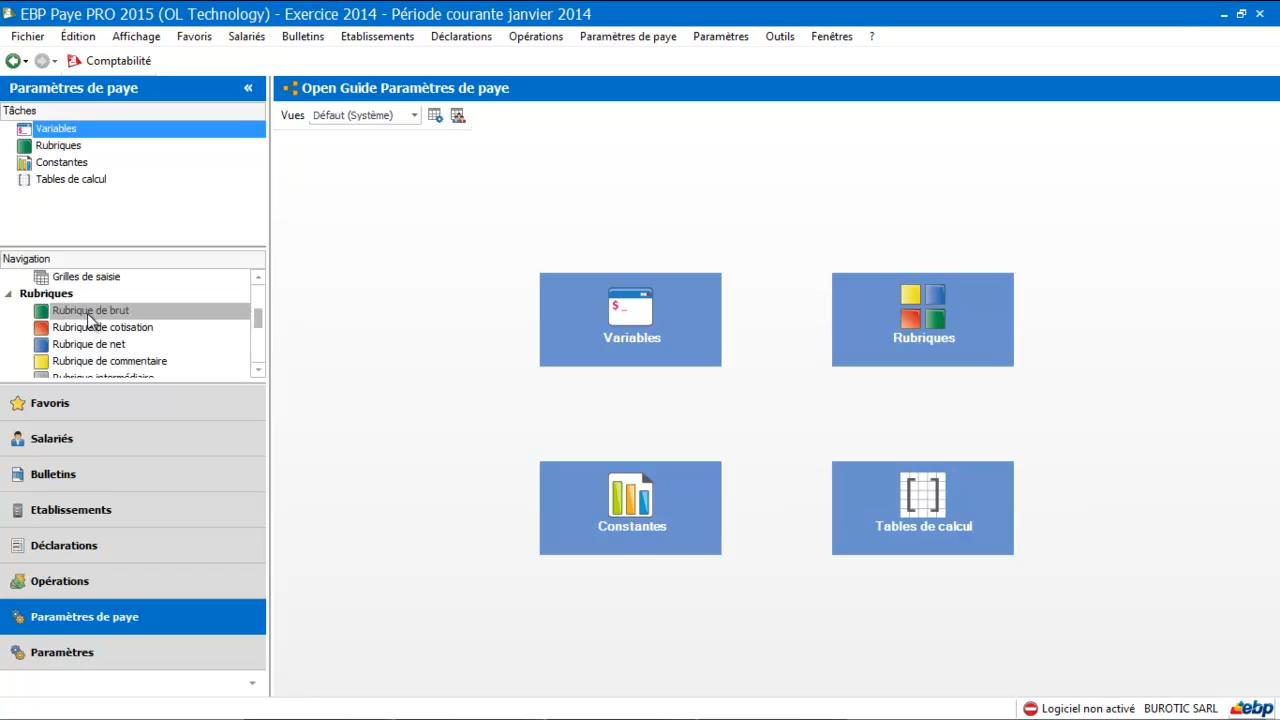 EBP Paye PRO 2015 (OL Technology) - Exercice 2014 - Période courante janvier 2014
Fichier Édition Affichage Favoris Salariés Bulletins Etablissements Déclarations Opérations Paramètres de paye Paramètres Outils Fenêtres ?
Comptabilité
Paramètres de paye «
Tâches
Variables
Rubriques
Constantes
Tables de calcul
Navigation
Grilles de saisie
Rubriques
Rubrique de brut
Rubrique de cotisation
Rubrique de net
Rubrique de commentaire
Rubrique intermédiaire
Favoris
Salariés
Bulletins
Etablissements
Déclarations
Opérations
Paramètres de paye
Paramètres
Open Guide Paramètres de paye
Vues Défaut (Système)
Variables
Rubriques
Constantes
Tables de calcul
Logiciel non activé BUROTIC SARL ebp